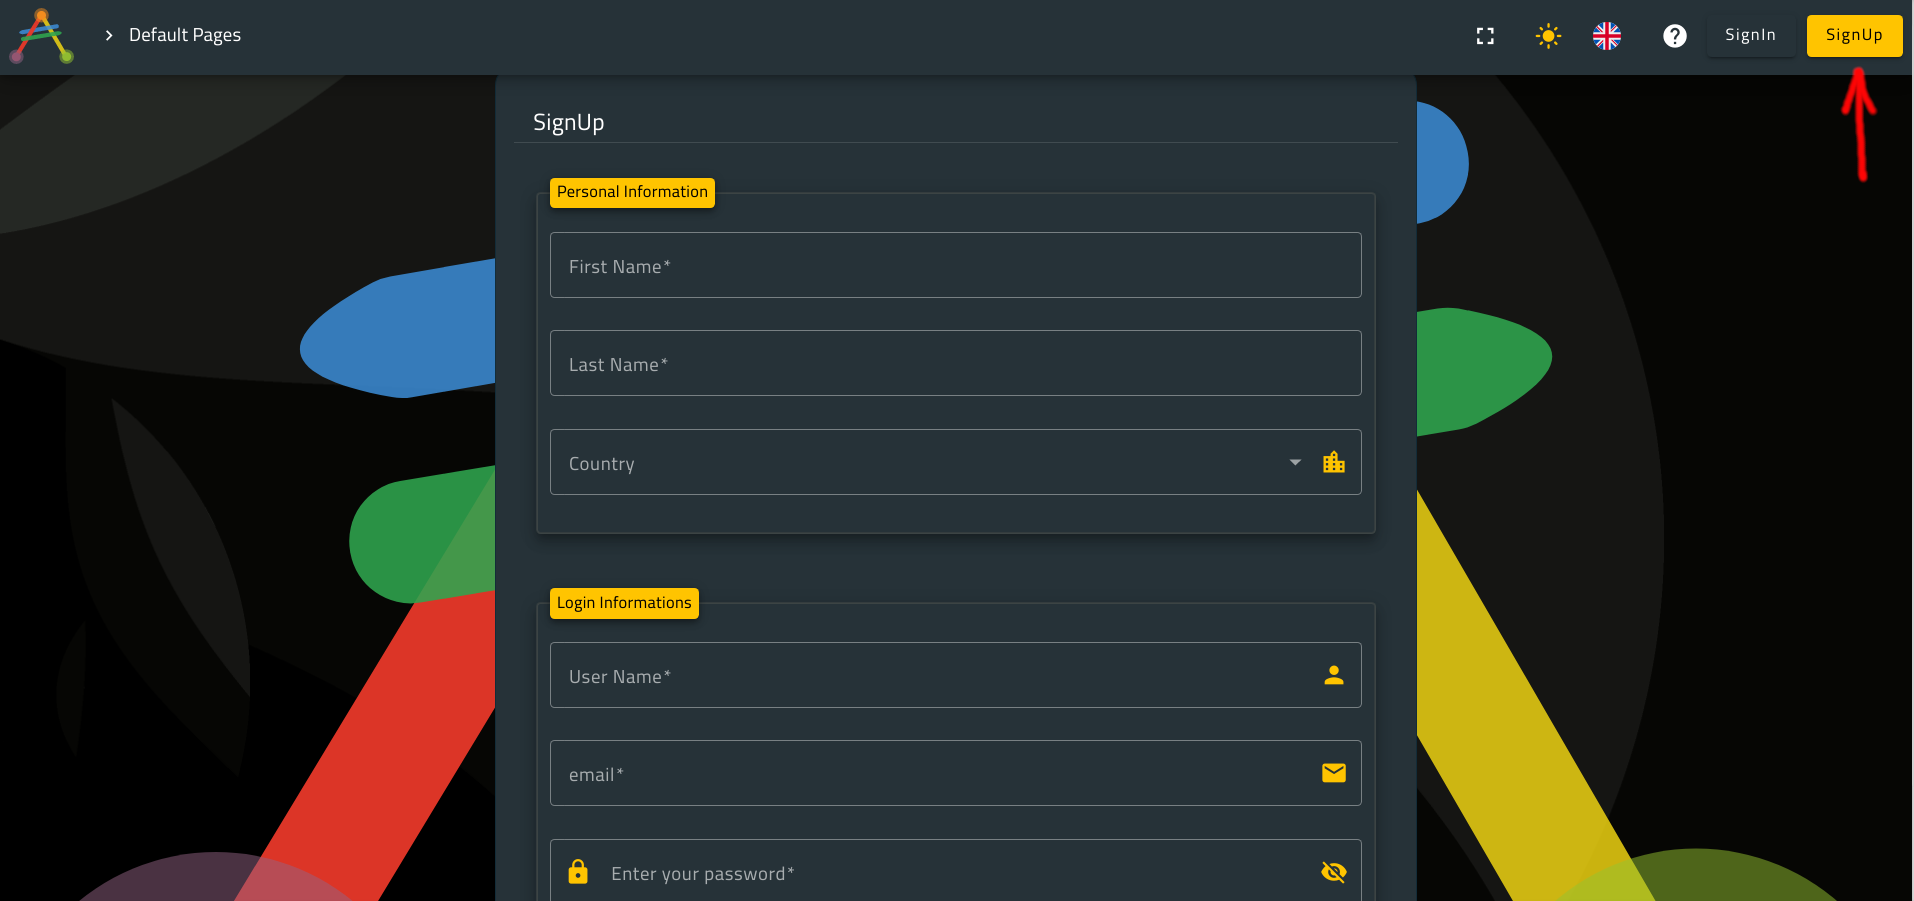 Default Pages
SignIn
SignUp
SignUp
Personal Information
First Name*
Last Name*
Country
Login Informations
User Name*
email*
Enter your password*